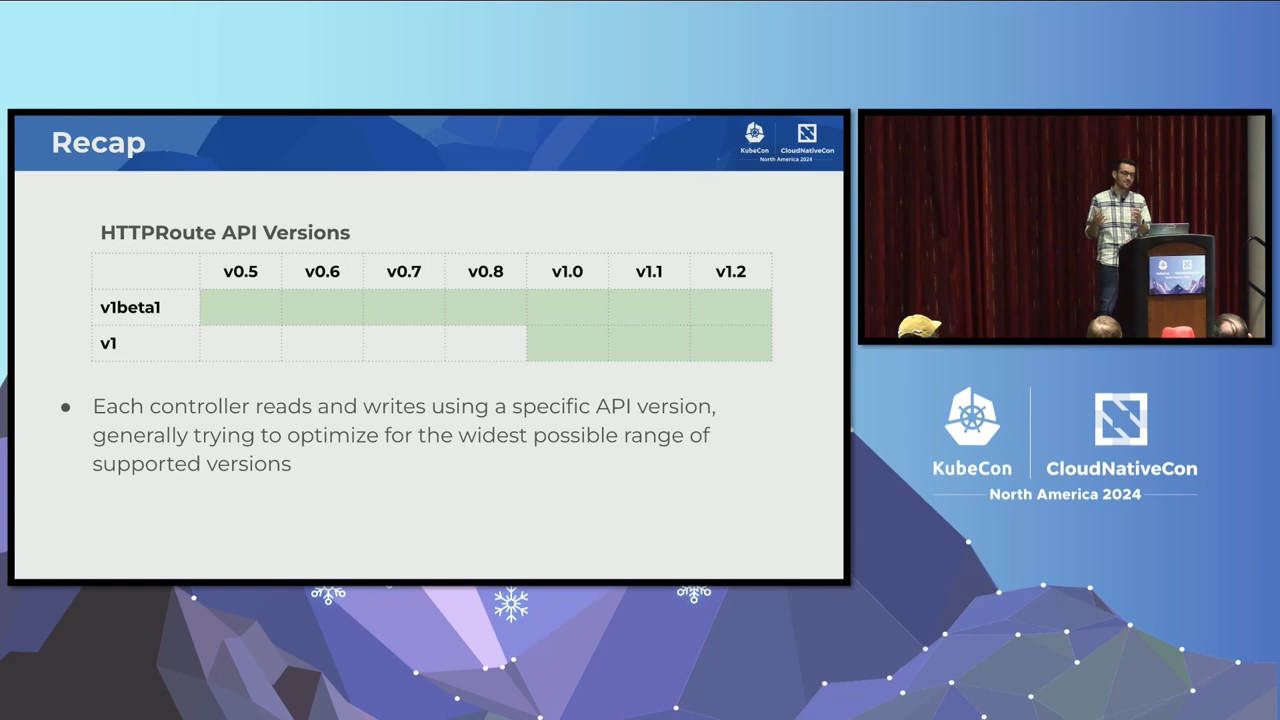 Recap
KubeCon CloudNativeCon
North America 2024
HTTPRoute API Versions
v0.5 v0.6 v0.7 v0.8 v1.0 v1.1 v1.2
v1beta1
v1
● Each controller reads and writes using a specific API version,
generally trying to optimize for the widest possible range of
supported versions
KubeCon CloudNativeCon
North America 2024